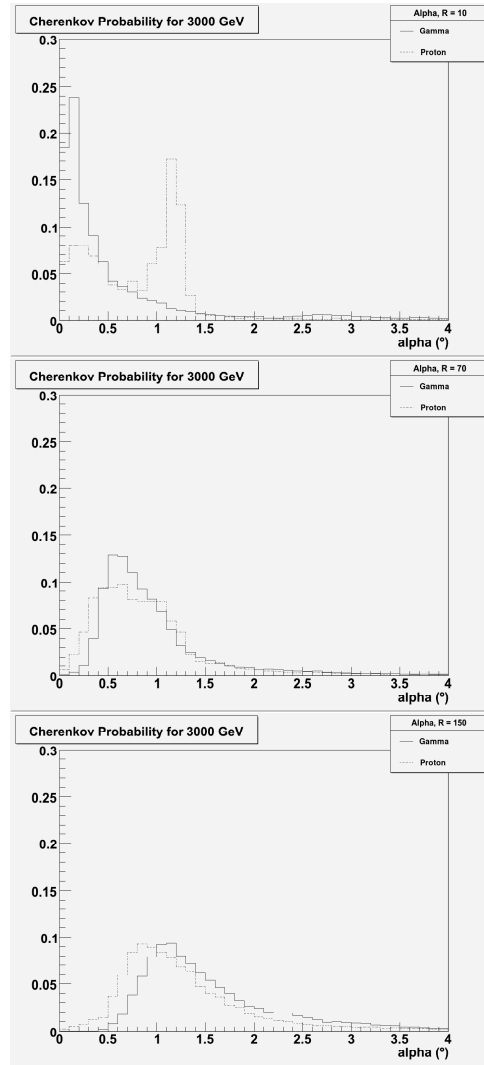 Cherenkov Probability for 3000 GeV
Alpha, R = 10
Gamma
Proton
0.3
0.25
0.2
0.15
0.1
0.05
0
0 0.5 1 1.5 2 2.5 3 3.5 4
alpha (º)
Cherenkov Probability for 3000 GeV
Alpha, R = 70
Gamma
Proton
0.3
0.25
0.2
0.15
0.1
0.05
0
0 0.5 1 1.5 2 2.5 3 3.5 4
alpha (º)
Cherenkov Probability for 3000 GeV
Alpha, R = 150
Gamma
Proton
0.3
0.25
0.2
0.15
0.1
0.05
0
0 0.5 1 1.5 2 2.5 3 3.5 4
alpha (º)